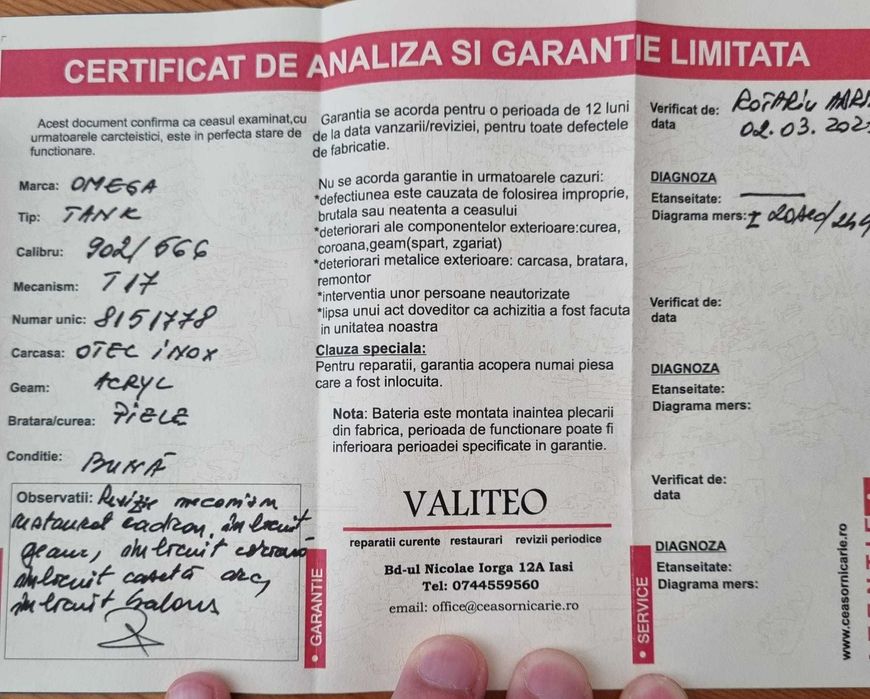 CERTIFICAT DE ANALIZA SI GARANTIE LIMITATA
Acest document confirma ca ceasul examinat,cu
urmatoarele carcteistici, este in perfecta stare de
functionare.
Marca: OMEGA
Tip: TANK
Calibru: 902/566
Mecanism: T17
Numar unic: 8151778
Carcasa: OTEL INOX
Geam: ACRYL
Bratara/curea: PIELE
Conditie: BUNĂ
Observatii: Revizie mecanism
restaurat cadran, înlocuit
geam, înlocuit coroană
înlocuit casetă arc,
înlocuit balans
Garantia se acorda pentru o perioada de 12 luni
de la data vanzarii/reviziei, pentru toate defectele
de fabricatie.
Nu se acorda garantie in urmatoarele cazuri:
*defectiunea este cauzata de folosirea improprie,
brutala sau neatenta a ceasului
*deteriorari ale componentelor exterioare:curea,
coroana,geam(spart, zgariat)
*deteriorari metalice exterioare: carcasa, bratara,
remontor
*interventia unor persoane neautorizate
*lipsa unui act doveditor ca achizitia a fost facuta
in unitatea noastra
Clauza speciala:
Pentru reparatii, garantia acopera numai piesa
care a fost inlocuita.
Nota: Bateria este montata inaintea plecarii
din fabrica, perioada de functionare poate fi
inferioara perioadei specificate in garantie.
VALITEO
reparatii curente restaurari revizii periodice
Bd-ul Nicolae Iorga 12A Iasi
Tel: 0744559560
email: office@ceasornicarie.ro
• GARANTIE
Verificat de: ROTARIU
data 02.03.202
DIAGNOZA
Etanseitate:
Diagrama mers: ± 20sec/24
Verificat de:
data
DIAGNOZA
Etanseitate:
Diagrama mers:
Verificat de:
data
DIAGNOZA
Etanseitate:
Diagrama mers:
• SERVICE
www.ceasornicarie.ro